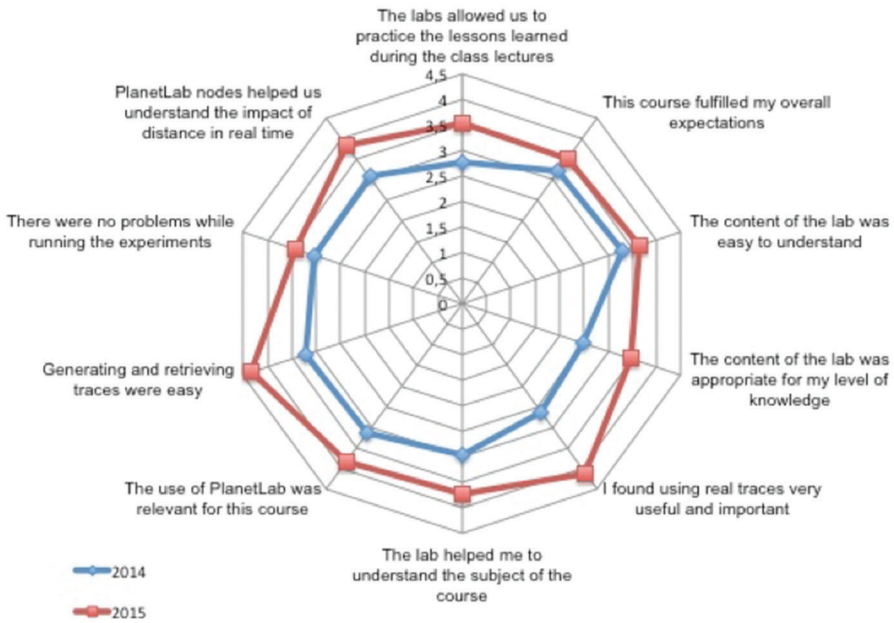 The labs allowed us to
practice the lessons learned
during the class lectures
PlanetLab nodes helped us
understand the impact of
distance in real time
This course fulfilled my overall
expectations
4,5
4
3,5
3
2,5
2
1,5
1
0,5
0
There were no problems while
running the experiments
The content of the lab was
easy to understand
Generating and retrieving
traces were easy
The content of the lab was
appropriate for my level of
knowledge
The use of PlanetLab was
relevant for this course
I found using real traces very
useful and important
The lab helped me to
understand the subject of the
course
2014
2015